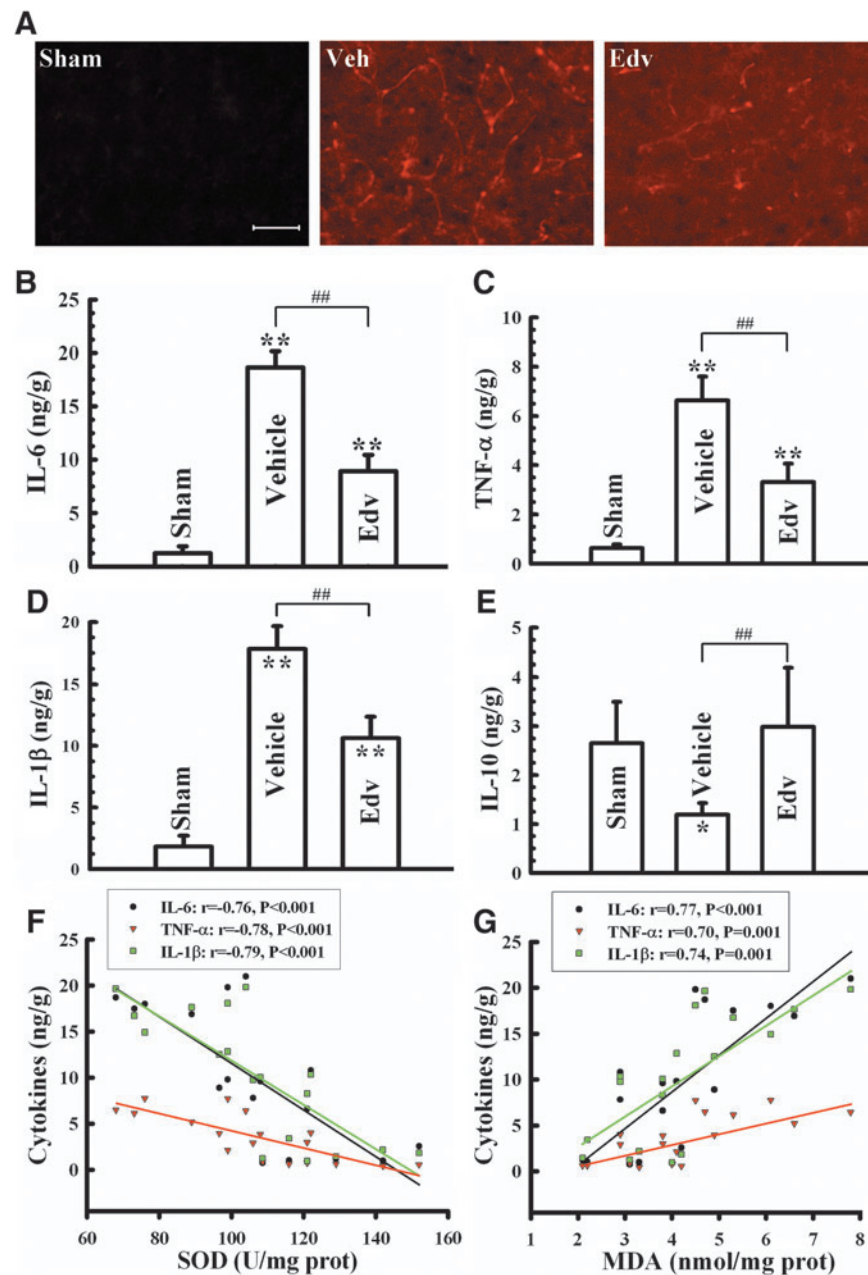 A
Sham
Veh
Edv
B
IL-6 (ng/g)
25
20
15
10
5
0
Sham
**
Vehicle
**
Edv
##
C
TNF-α (ng/g)
10
8
6
4
2
0
Sham
**
Vehicle
**
Edv
##
D
IL-1β (ng/g)
20
15
10
5
0
Sham
**
Vehicle
**
Edv
##
E
IL-10 (ng/g)
5
4
3
2
1
0
Sham
Vehicle
*
Edv
##
F
IL-6: r=-0.76, P<0.001
TNF-α: r=-0.78, P<0.001
IL-1β: r=-0.79, P<0.001
Cytokines (ng/g)
25
20
15
10
5
0
60 80 100 120 140 160
SOD (U/mg prot)
G
IL-6: r=0.77, P<0.001
TNF-α: r=0.70, P=0.001
IL-1β: r=0.74, P=0.001
Cytokines (ng/g)
25
20
15
10
5
0
1 2 3 4 5 6 7 8
MDA (nmol/mg prot)